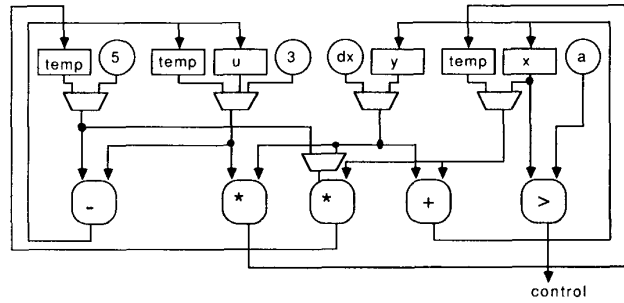 temp 5 temp u 3 dx y temp x a
- * * + >
control